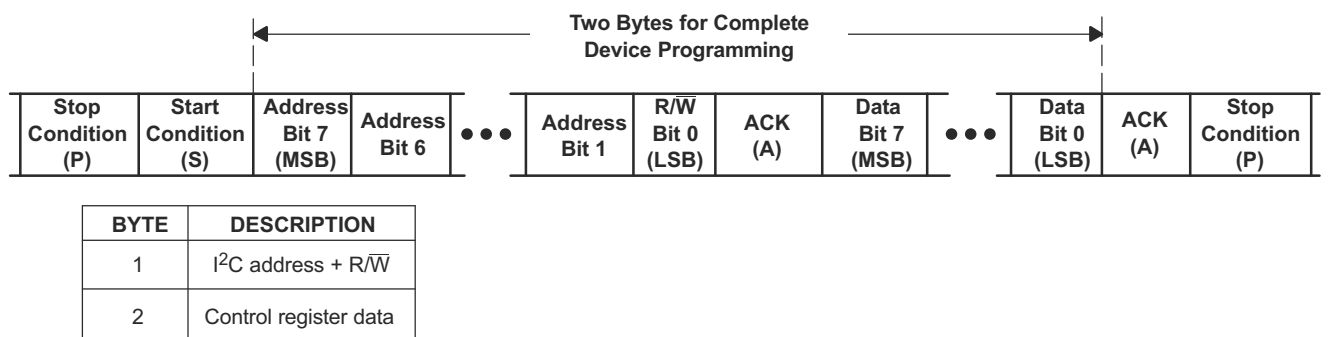 Two Bytes for Complete
Device Programming
Stop
Condition
(P)
Start
Condition
(S)
Address
Bit 7
(MSB)
Address
Bit 6
•••
Address
Bit 1
R/W̅
Bit 0
(LSB)
ACK
(A)
Data
Bit 7
(MSB)
•••
Data
Bit 0
(LSB)
ACK
(A)
Stop
Condition
(P)
BYTE DESCRIPTION
1 I²C address + R/W̅
2 Control register data